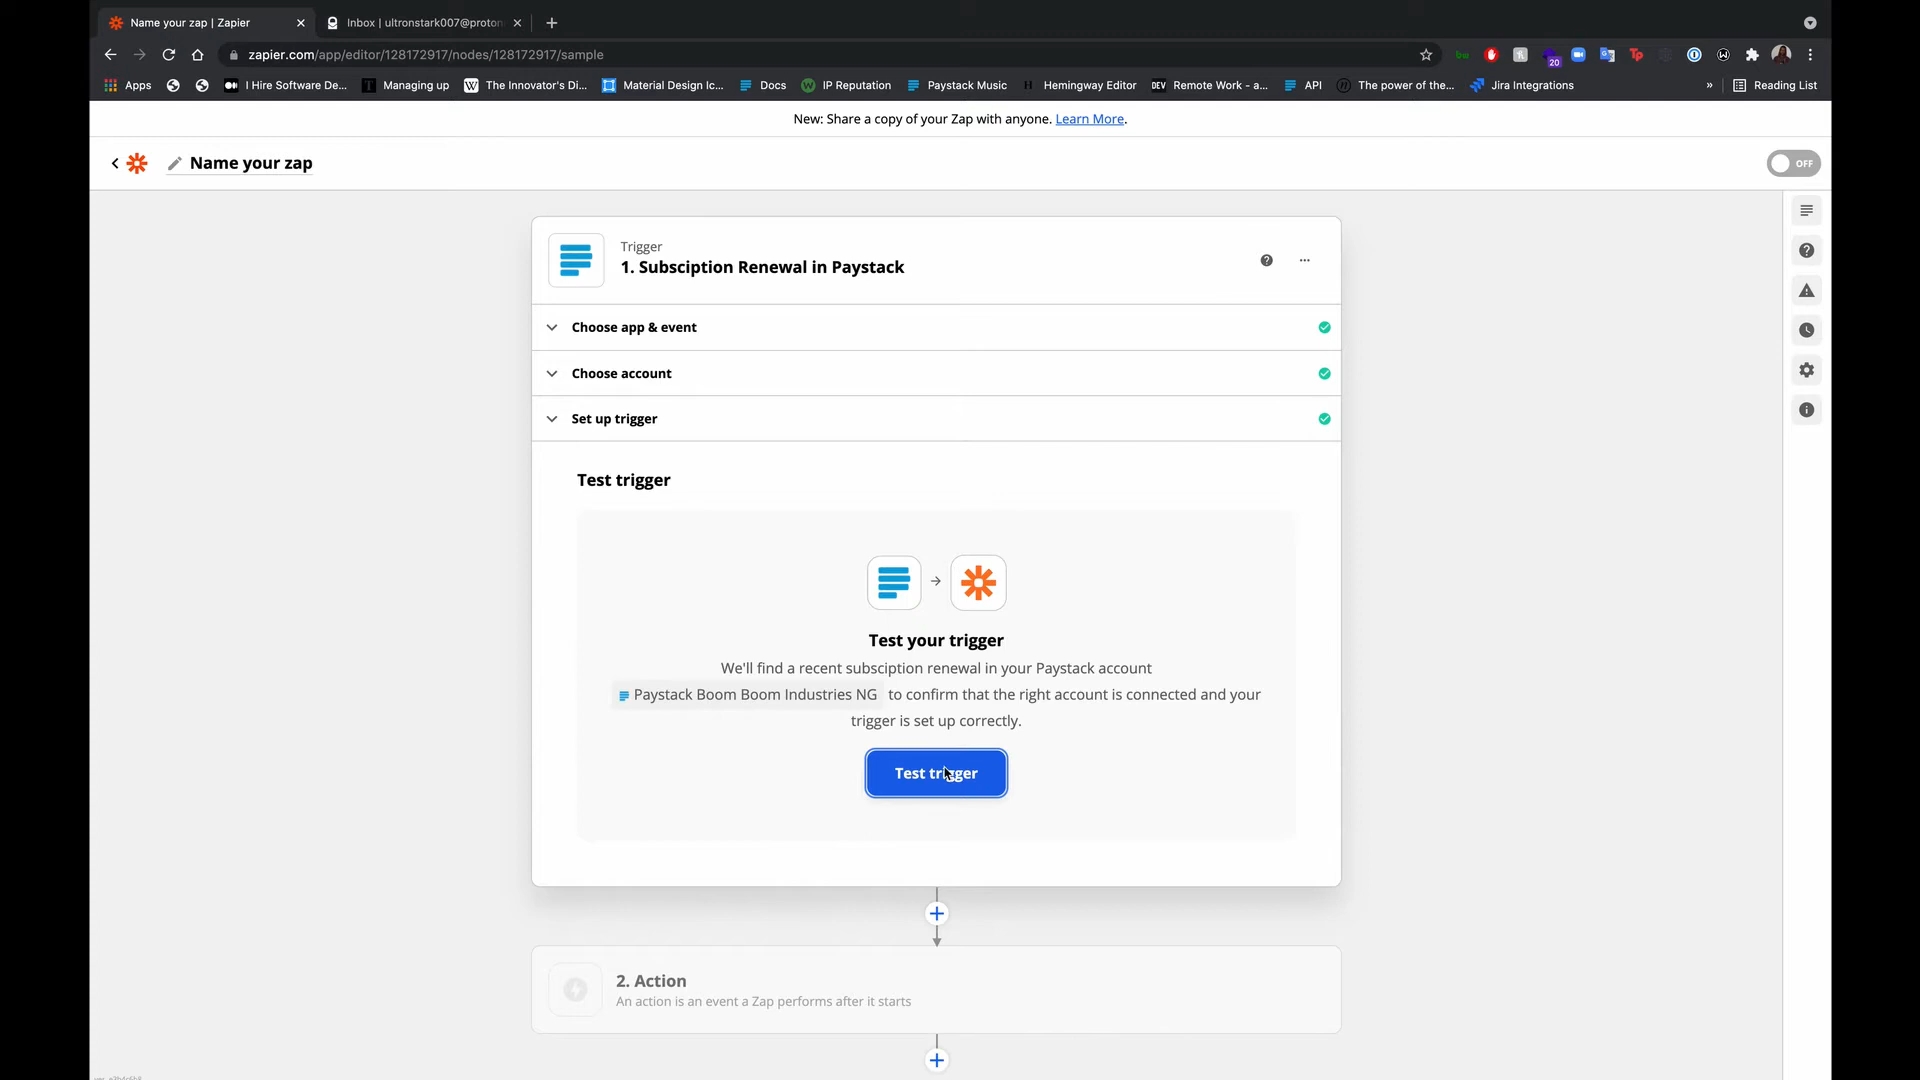 Name your zap | Zapier
Inbox | ultronstark007@proton
zapier.com/app/editor/128172917/nodes/128172917/sample
20
Apps
I Hire Software De...
Managing up
The Innovator's Di...
Material Design Ic...
Docs
IP Reputation
Paystack Music
Hemingway Editor
DEV Remote Work - a...
API
The power of the...
Jira Integrations
»
Reading List
New: Share a copy of your Zap with anyone. Learn More.
Name your zap
OFF
Trigger
1. Subsciption Renewal in Paystack
Choose app & event
Choose account
Set up trigger
Test trigger
Test your trigger
We'll find a recent subsciption renewal in your Paystack account
Paystack Boom Boom Industries NG to confirm that the right account is connected and your
trigger is set up correctly.
Test trigger
2. Action
An action is an event a Zap performs after it starts